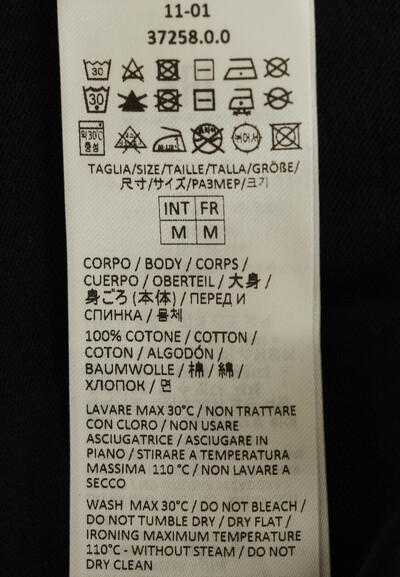 11-01
37258.0.0
30
30
약30℃
중성
TAGLIA/SIZE/TAILLE/TALLA/GRÖßE/
尺寸/サイズ/РАЗМЕР/크기
INT FR
M M
CORPO / BODY / CORPS /
CUERPO / OBERTEIL / 大身 /
身ごろ (本体) / ПЕРЕД И
СПИНКА / 몸체
100% COTONE / COTTON /
COTON / ALGODÓN /
BAUMWOLLE / 棉 / 綿 /
ХЛОПОК / 면
LAVARE MAX 30°C / NON TRATTARE
CON CLORO / NON USARE
ASCIUGATRICE / ASCIUGARE IN
PIANO / STIRARE A TEMPERATURA
MASSIMA 110 °C / NON LAVARE A
SECCO
WASH MAX 30°C / DO NOT BLEACH /
DO NOT TUMBLE DRY / DRY FLAT /
IRONING MAXIMUM TEMPERATURE
110°C - WITHOUT STEAM / DO NOT
DRY CLEAN